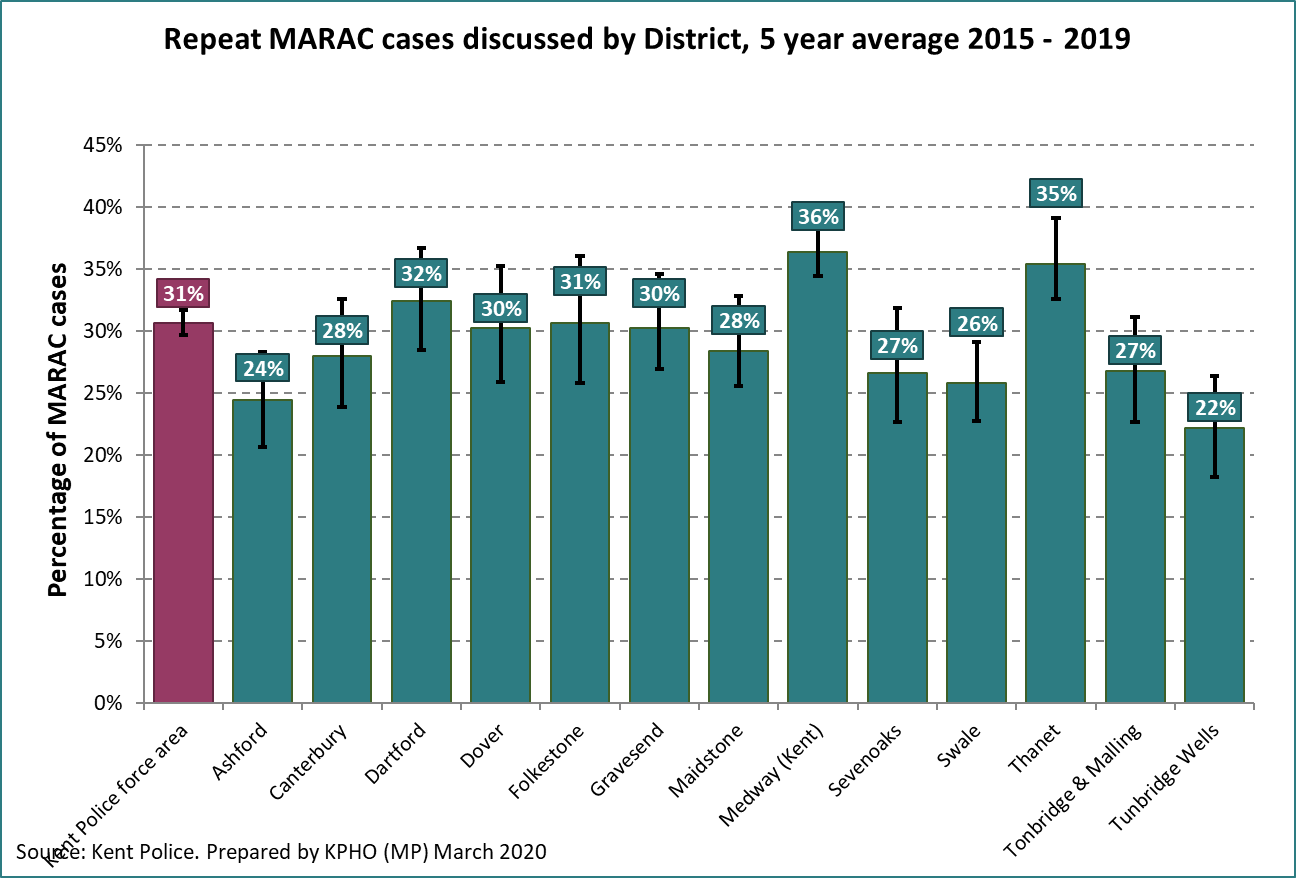 Repeat MARAC cases discussed by District, 5 year average 2015 - 2019
Percentage of MARAC cases
45%
40%
35%
30%
25%
20%
15%
10%
5%
0%
31%
24%
28%
32%
30%
31%
30%
28%
36%
27%
26%
35%
27%
22%
Kent Police force area
Ashford
Canterbury
Dartford
Dover
Folkestone
Gravesend
Maidstone
Medway (Kent)
Sevenoaks
Swale
Thanet
Tonbridge & Malling
Tunbridge Wells
Source: Kent Police. Prepared by KPHO (MP) March 2020